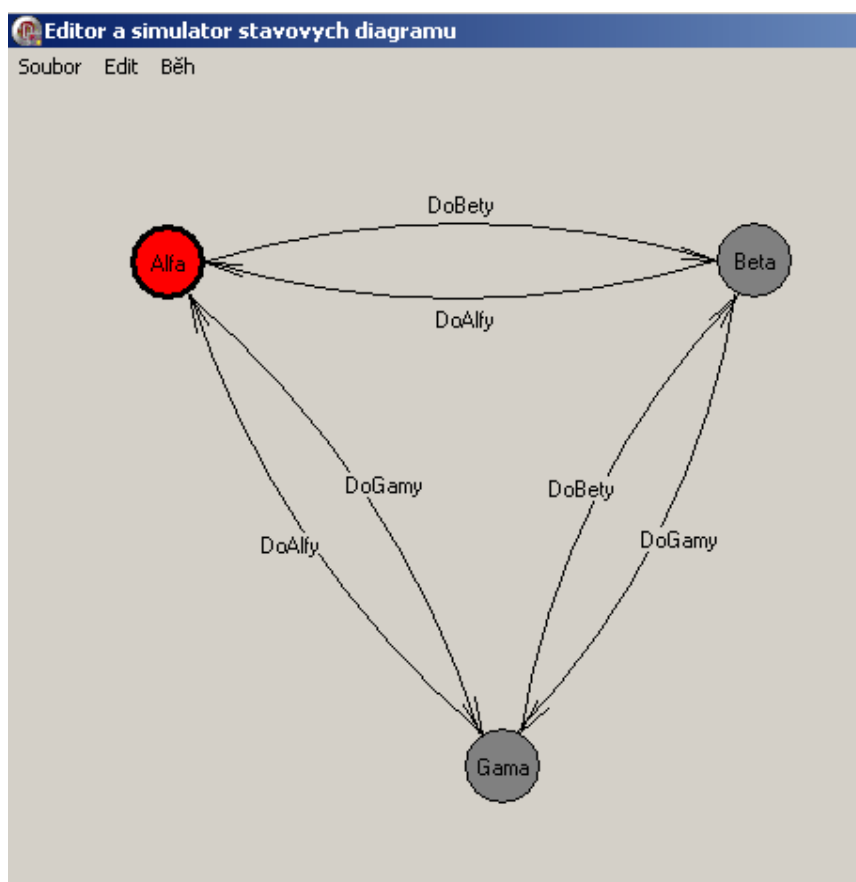 Editor a simulator stavovych diagramu
Soubor Edit Běh
DoBety
Alfa
Beta
DoAlfy
DoGamy
DoBety
DoAlfy
DoGamy
Gama